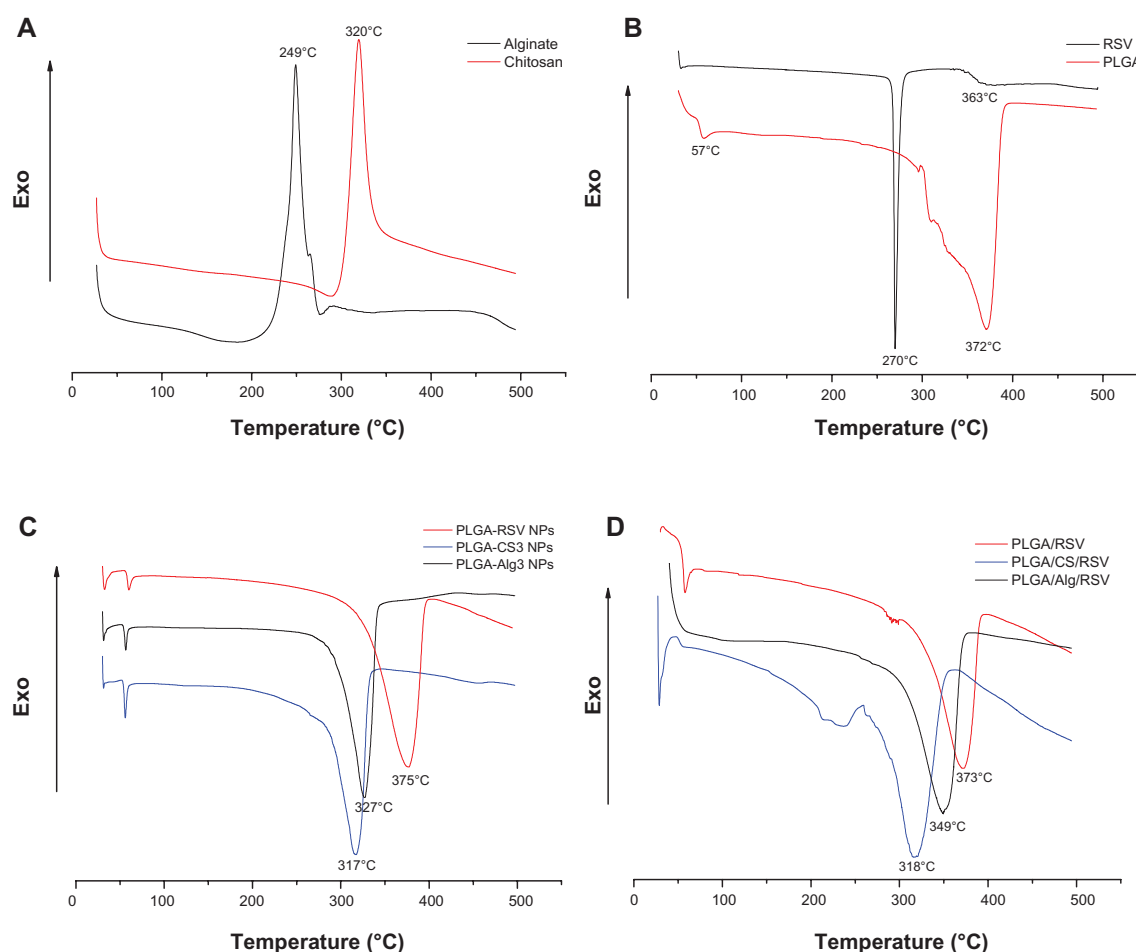 A
320°C
249°C
Alginate
Chitosan
Exo
0 100 200 300 400 500
Temperature (°C)
B
RSV
PLGA
363°C
57°C
Exo
270°C
372°C
0 100 200 300 400 500
Temperature (°C)
C
PLGA-RSV NPs
PLGA-CS3 NPs
PLGA-Alg3 NPs
Exo
375°C
327°C
317°C
0 100 200 300 400 500
Temperature (°C)
D
PLGA/RSV
PLGA/CS/RSV
PLGA/Alg/RSV
Exo
373°C
349°C
318°C
0 100 200 300 400 500
Temperature (°C)